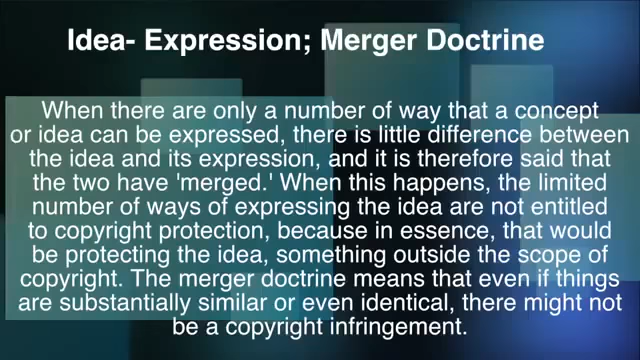 Idea- Expression; Merger Doctrine
When there are only a number of way that a concept
or idea can be expressed, there is little difference between
the idea and its expression, and it is therefore said that
the two have 'merged.' When this happens, the limited
number of ways of expressing the idea are not entitled
to copyright protection, because in essence, that would
be protecting the idea, something outside the scope of
copyright. The merger doctrine means that even if things
are substantially similar or even identical, there might not
be a copyright infringement.